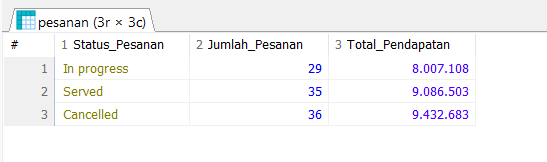 pesanan (3r × 3c)
# 1 Status_Pesanan 2 Jumlah_Pesanan 3 Total_Pendapatan
1 In progress 29 8.007.108
2 Served 35 9.086.503
3 Cancelled 36 9.432.683